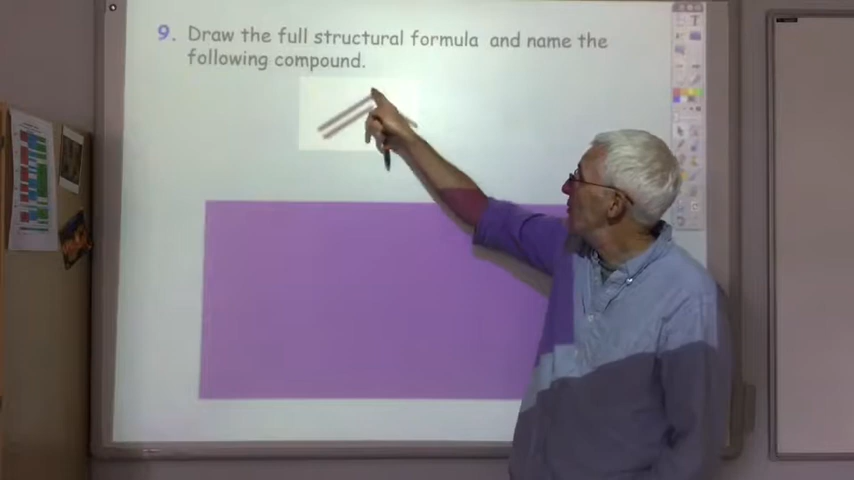 9. Draw the full structural formula and name the
following compound.
T